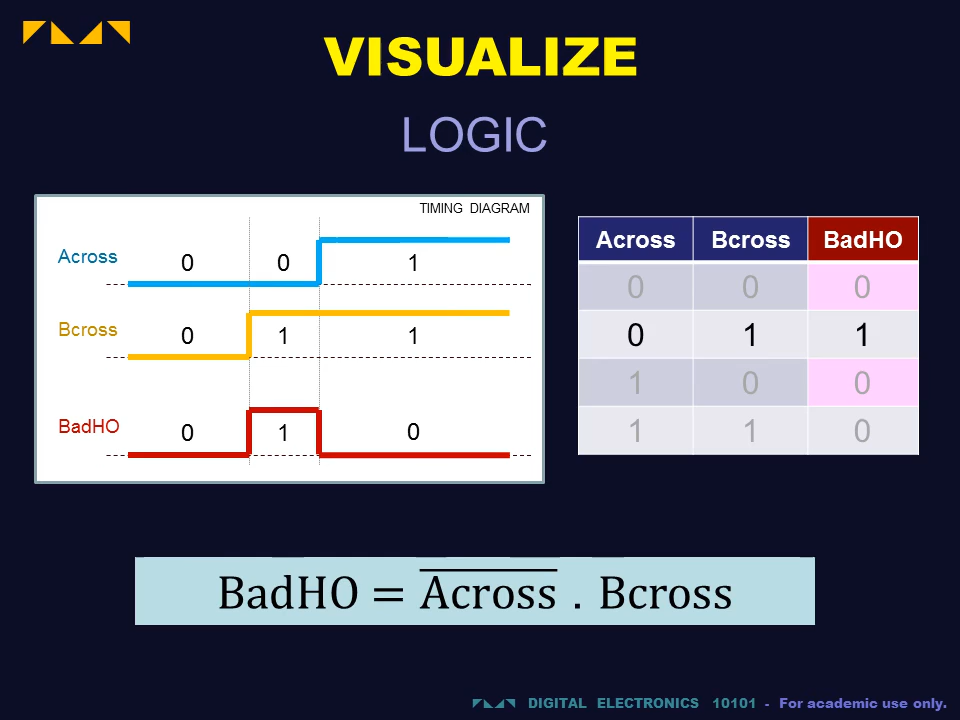 VISUALIZE
LOGIC
TIMING DIAGRAM
Across 0 0 1
Bcross 0 1 1
BadHO 0 1 0
Across Bcross BadHO
0 0 0
0 1 1
1 0 0
1 1 0
BadHO = A̅c̅r̅o̅s̅s̅ . Bcross
DIGITAL ELECTRONICS 10101 - For academic use only.